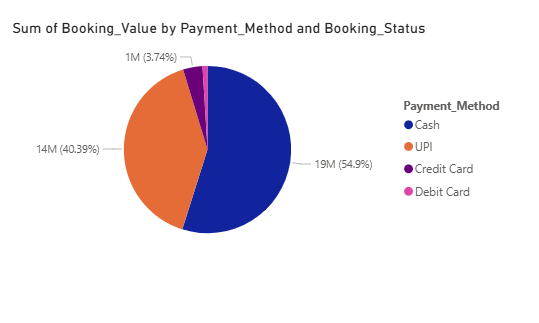 Sum of Booking_Value by Payment_Method and Booking_Status
1M (3.74%)
14M (40.39%)
19M (54.9%)
Payment_Method
Cash
UPI
Credit Card
Debit Card